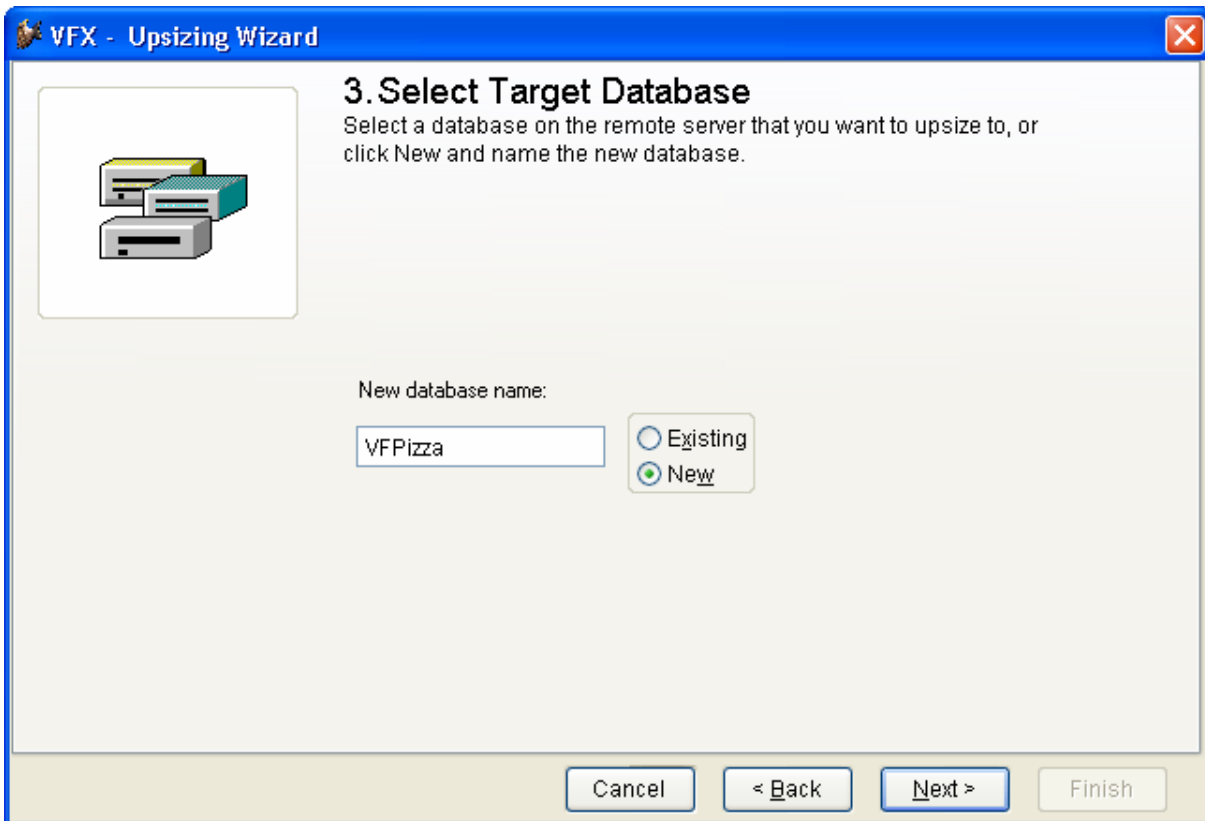 VFX - Upsizing Wizard
3. Select Target Database
Select a database on the remote server that you want to upsize to, or
click New and name the new database.
New database name:
VFPizza
Existing
New
Cancel
< Back
Next >
Finish